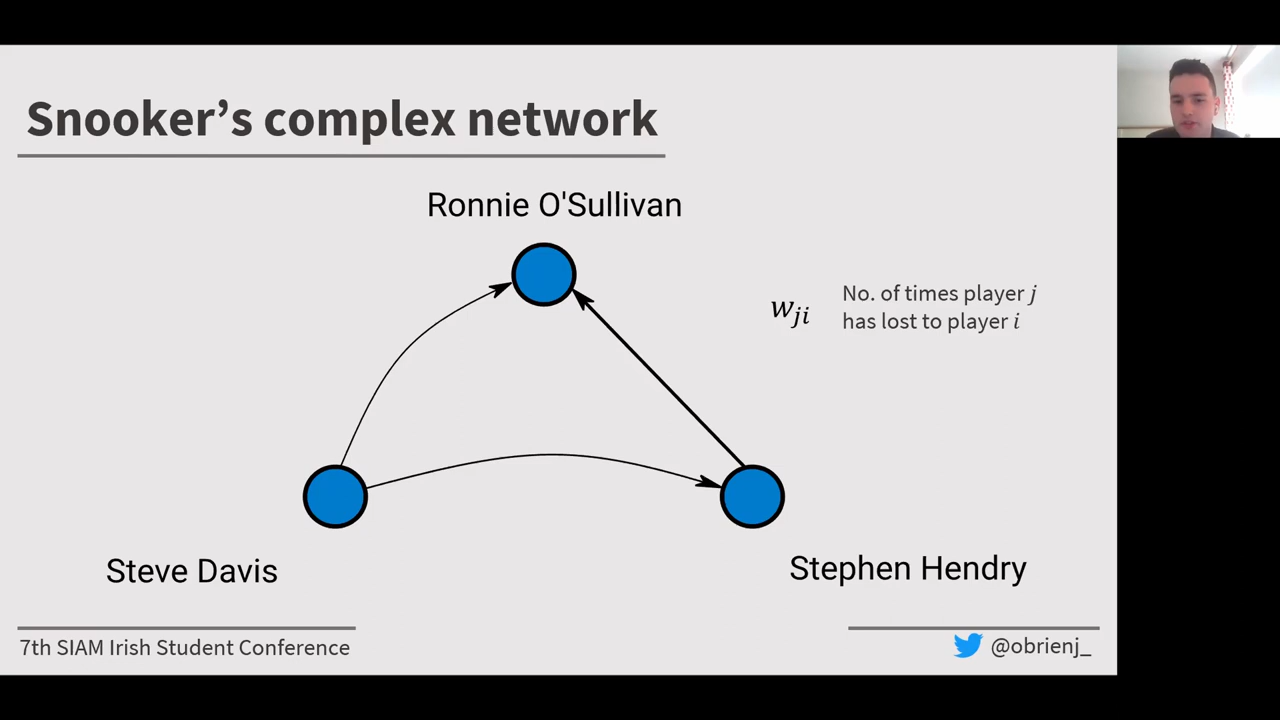 Snooker’s complex network
Ronnie O'Sullivan
w_ji
No. of times player j
has lost to player i
Steve Davis
Stephen Hendry
7th SIAM Irish Student Conference
@obrienj_